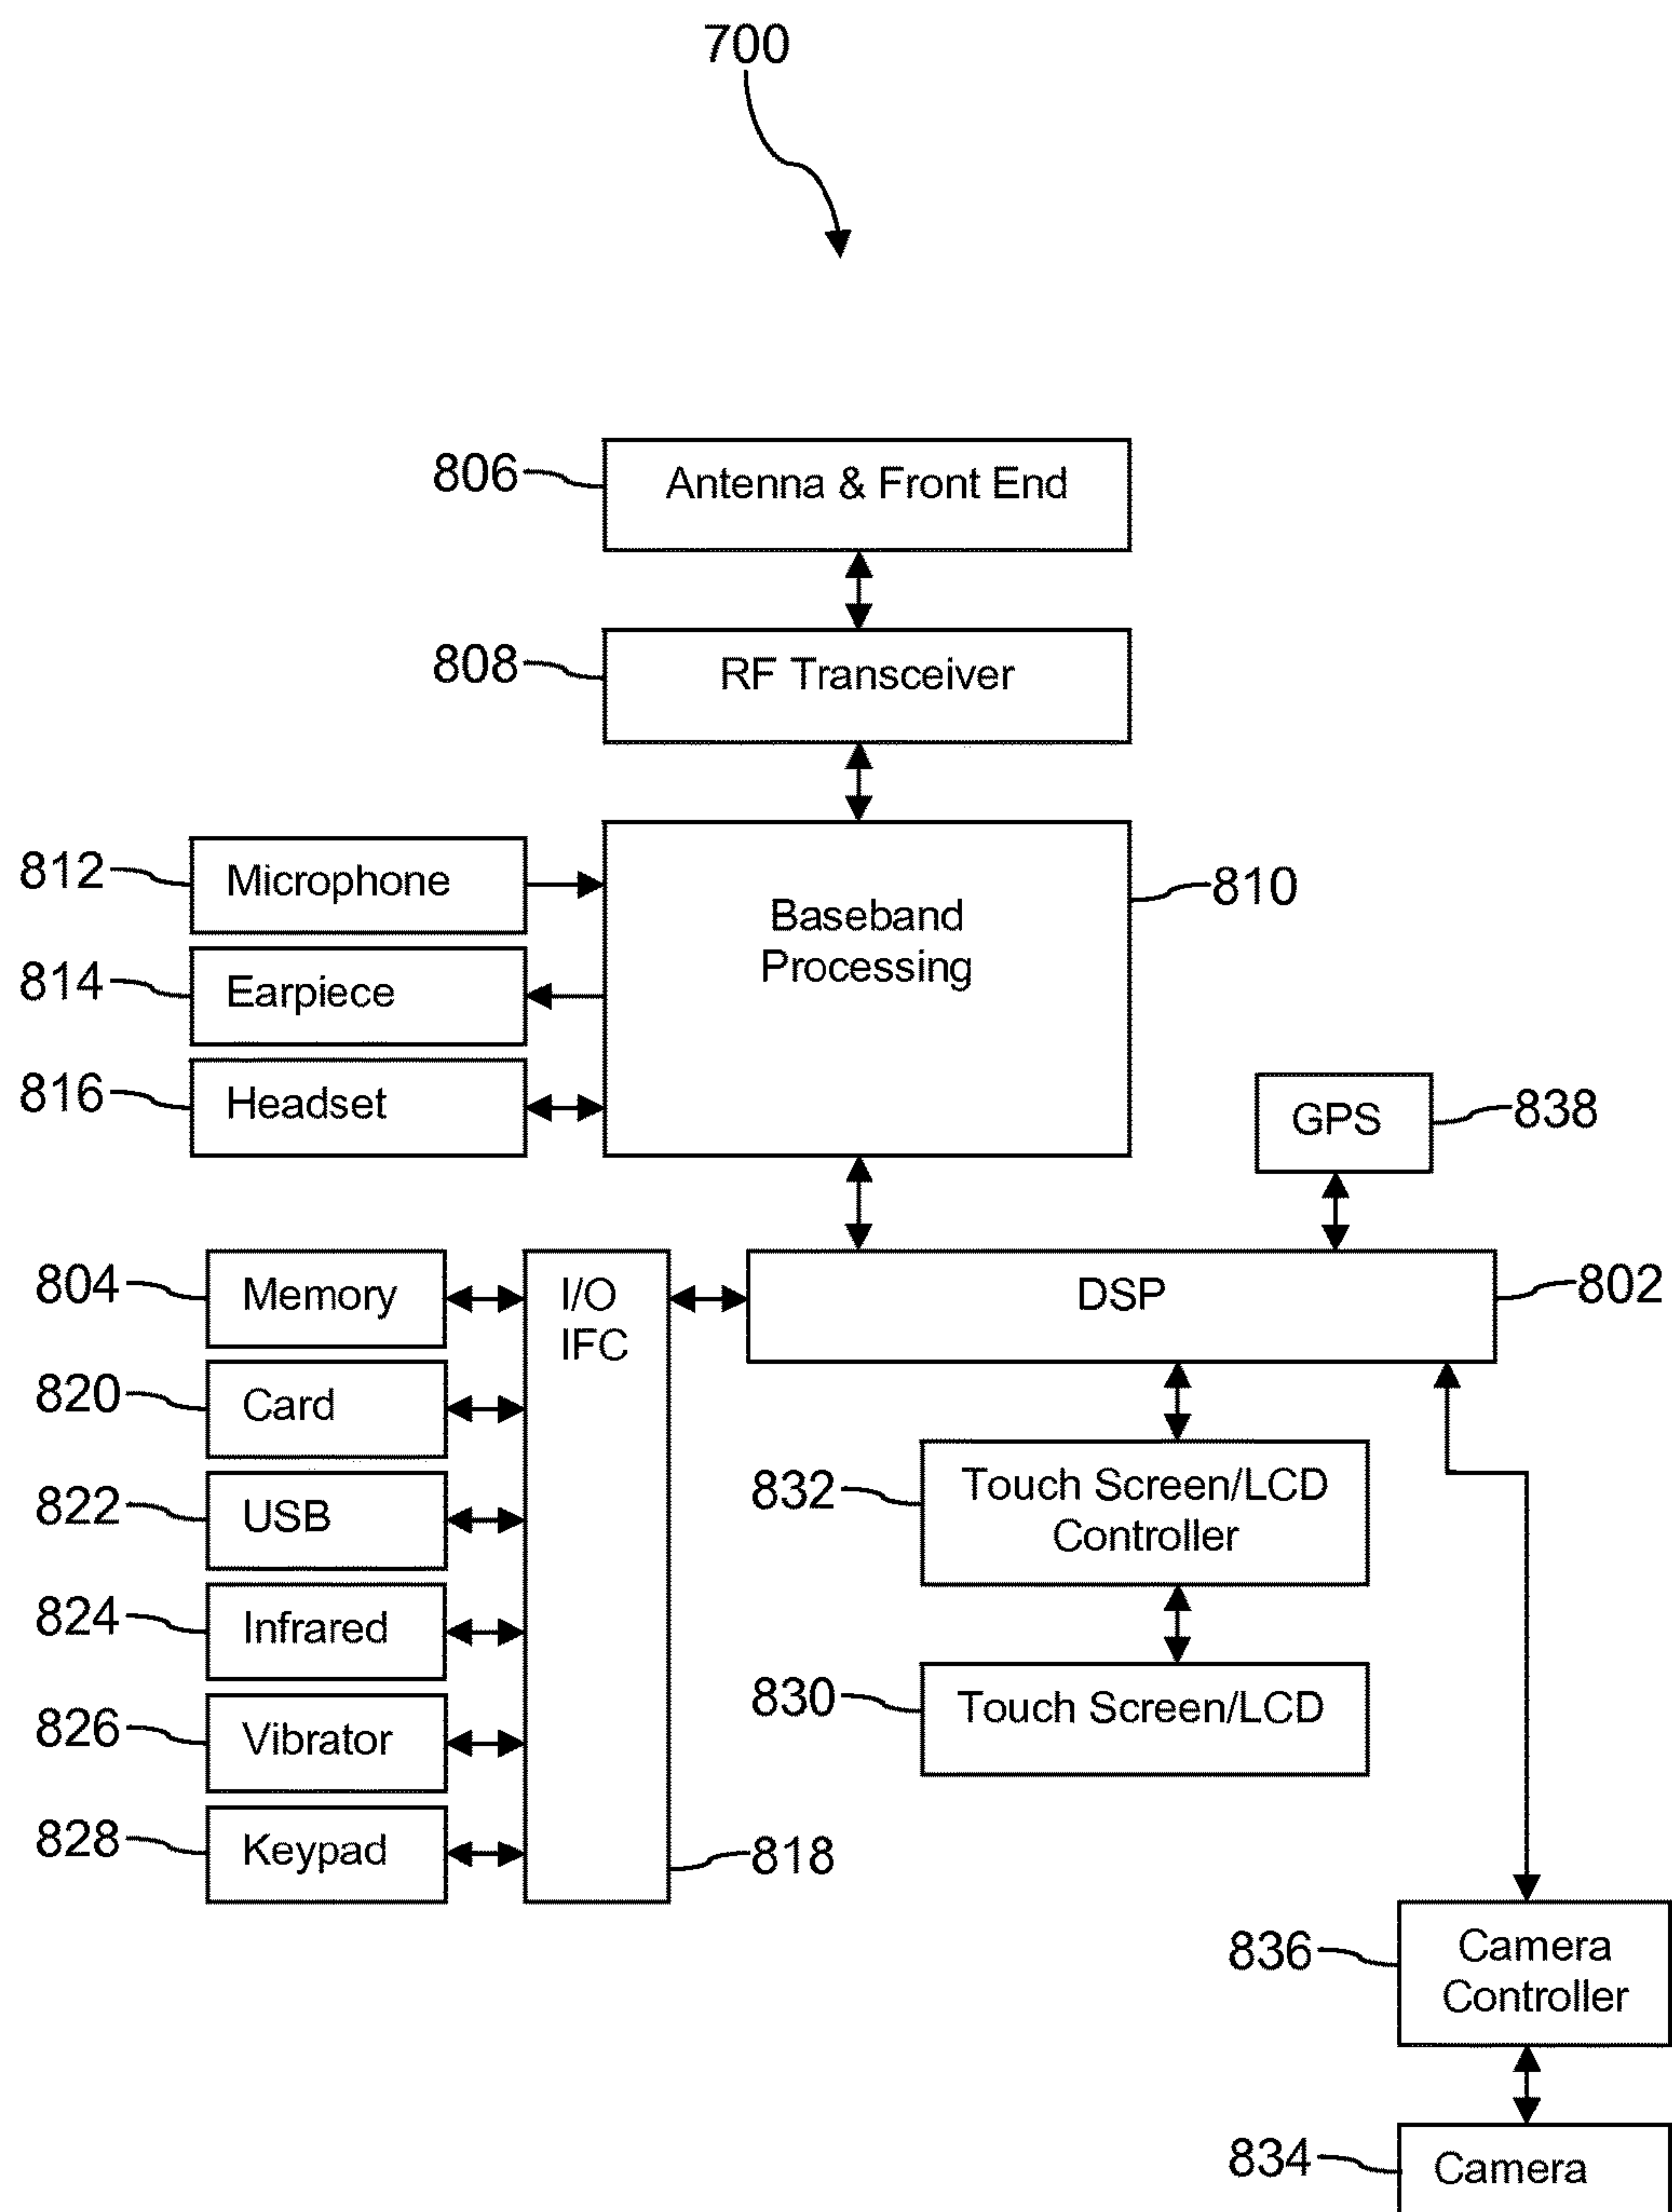 700
806
Antenna & Front End
808
RF Transceiver
812
Microphone
810
Baseband
Processing
814
Earpiece
816
Headset
GPS
838
804
Memory
I/O
IFC
DSP
802
820
Card
822
USB
832
Touch Screen/LCD
Controller
824
Infrared
826
Vibrator
830
Touch Screen/LCD
828
Keypad
818
836
Camera
Controller
834
Camera